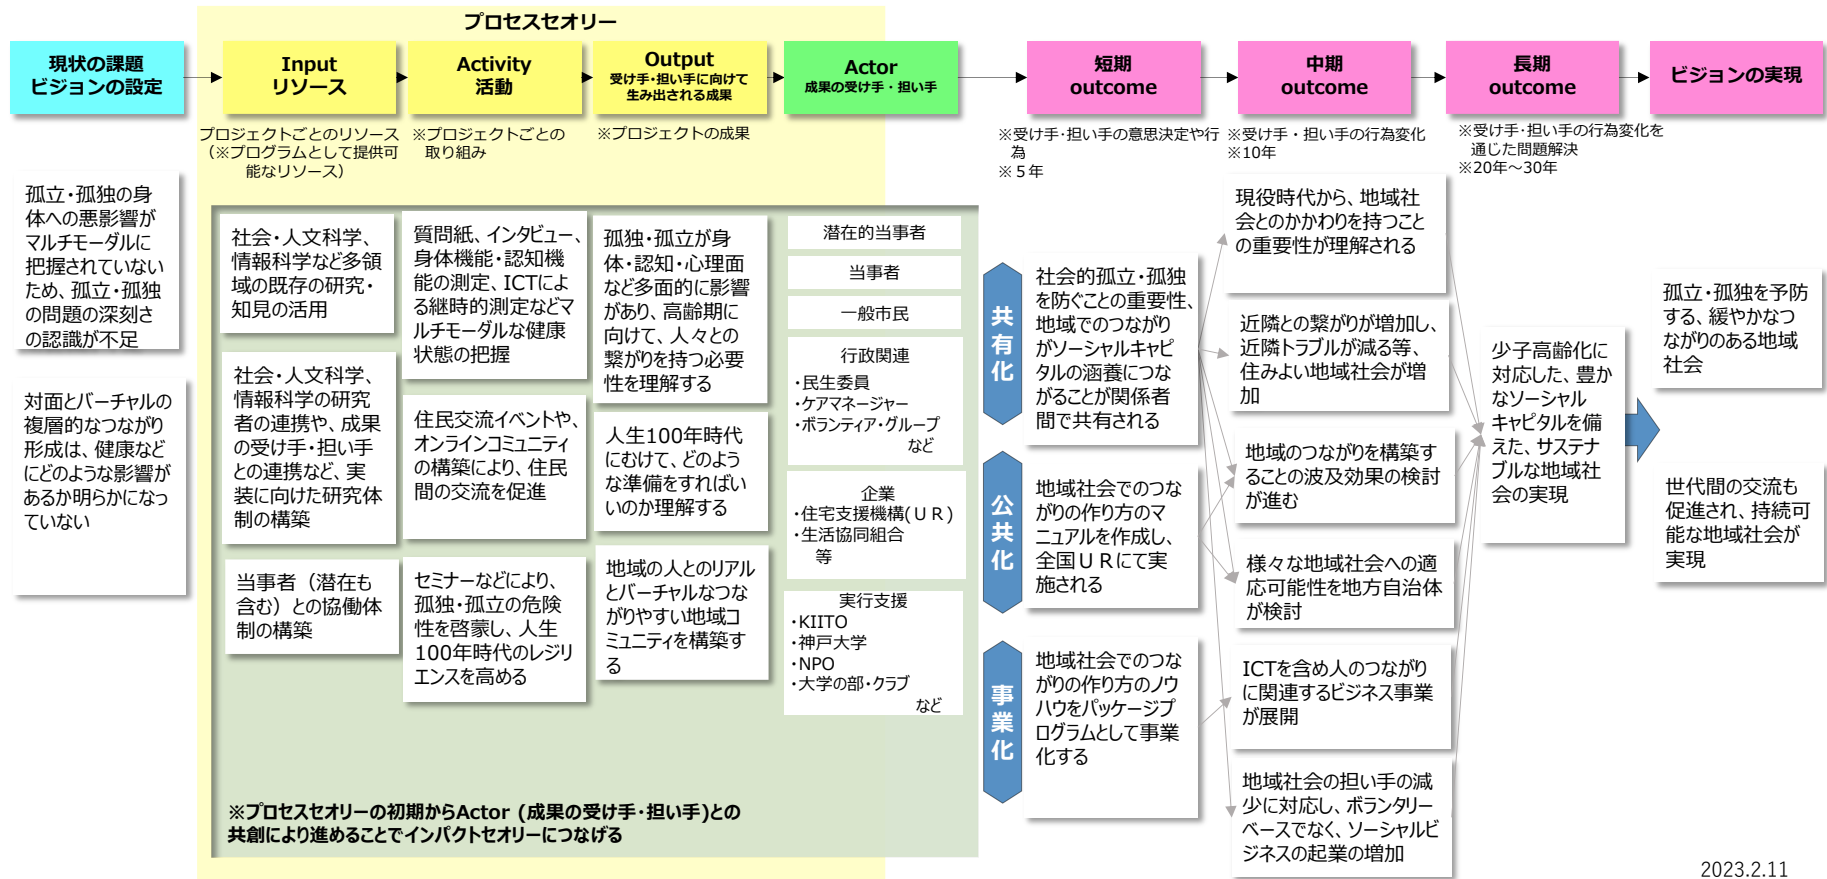 プロセスセオリー
現状の課題
ビジョンの設定
Input
リソース
Activity
活動
Output
受け手・担い手に向けて
生み出される成果
Actor
成果の受け手・担い手
短期
outcome
中期
outcome
長期
outcome
ビジョンの実現
プロジェクトごとのリソース
（※プログラムとして提供可
能なリソース）
※プロジェクトごとの
取り組み
※プロジェクトの成果
※受け手・担い手の意思決定や行
為
※５年
※受け手・担い手の行為変化
※10年
※受け手・担い手の行為変化を
通じた問題解決
※20年～30年
孤立・孤独の身
体への悪影響が
マルチモーダルに
把握されていない
ため、孤立・孤独
の問題の深刻さ
の認識が不足
対面とバーチャルの
複層的なつながり
形成は、健康など
にどのような影響が
あるか明らかになっ
ていない
社会・人文科学、
情報科学など多領
域の既存の研究・
知見の活用
社会・人文科学、
情報科学の研究
者の連携や、成果
の受け手・担い手
との連携など、実
装に向けた研究体
制の構築
当事者（潜在も
含む）との協働体
制の構築
質問紙、インタビュー、
身体機能・認知機
能の測定、ICTによ
る継時的測定などマ
ルチモーダルな健康
状態の把握
住民交流イベントや、
オンラインコミュニティ
の構築により、住民
間の交流を促進
セミナーなどにより、
孤独・孤立の危険
性を啓蒙し、人生
100年時代のレジリ
エンスを高める
孤独・孤立が身
体・認知・心理面
など多面的に影響
があり、高齢期に
向けて、人々との
繋がりを持つ必要
性を理解する
人生100年時代
にむけて、どのよう
な準備をすればい
いのか理解する
地域の人とのリアル
とバーチャルなつな
がりやすい地域コ
ミュニティを構築す
る
潜在的当事者
当事者
一般市民
行政関連
・民生委員
・ケアマネージャー
・ボランティア・グループ
など
企業
・住宅支援機構(ＵＲ)
・生活協同組合
等
実行支援
・KIITO
・神戸大学
・NPO
・大学の部・クラブ
など
※プロセスセオリーの初期からActor (成果の受け手・担い手)との
共創により進めることでインパクトセオリーにつなげる
共有化
公共化
事業化
社会的孤立・孤独
を防ぐことの重要性、
地域でのつながり
がソーシャルキャピ
タルの涵養につな
がることが関係者
間で共有される
地域社会でのつな
がりの作り方のマ
ニュアルを作成し、
全国ＵＲにて実
施される
地域社会でのつな
がりの作り方のノウ
ハウをパッケージプ
ログラムとして事業
化する
現役時代から、地域社
会とのかかわりを持つこと
の重要性が理解される
近隣との繋がりが増加し、
近隣トラブルが減る等、
住みよい地域社会が増
加
地域のつながりを構築す
ることの波及効果の検討
が進む
様々な地域社会への適
応可能性を地方自治体
が検討
ICTを含め人のつながり
に関連するビジネス事業
が展開
地域社会の担い手の減
少に対応し、ボランタリー
ベースでなく、ソーシャルビ
ジネスの起業の増加
少子高齢化に
対応した、豊か
なソーシャル
キャピタルを備
えた、サステナ
ブルな地域社
会の実現
孤立・孤独を予防
する、緩やかなつ
ながりのある地域
社会
世代間の交流も
促進され、持続可
能な地域社会が
実現
2023.2.11